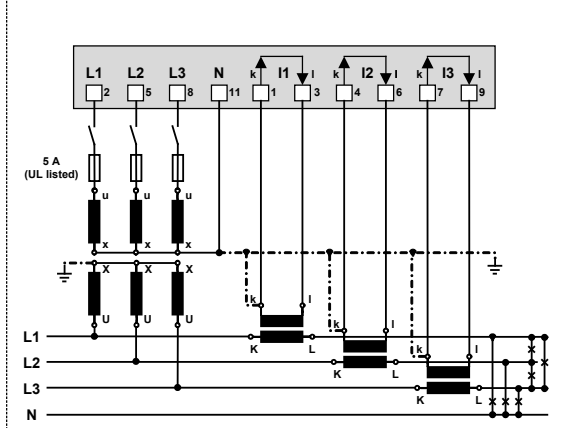 L1 L2 L3 N k I1 l k I2 l k I3 l
2 5 8 11 1 3 4 6 7 9
5 A
(UL listed)
u u u
x x x
X X X
U U U
k l
k l
k l
L1 K L
L2 K L
L3 K L
N